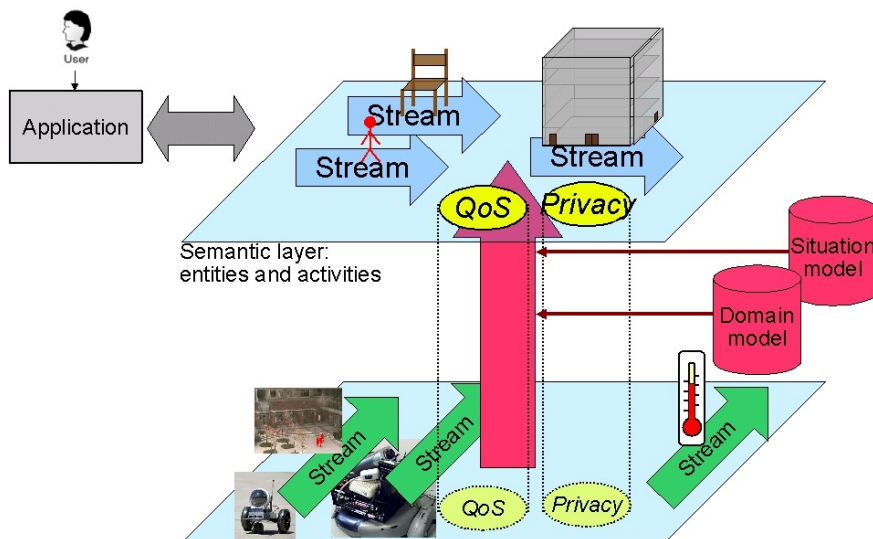 User
Application
Stream
Stream
Stream
QoS
Privacy
Semantic layer:
entities and activities
Situation
model
Domain
model
Stream
Stream
Stream
QoS
Privacy